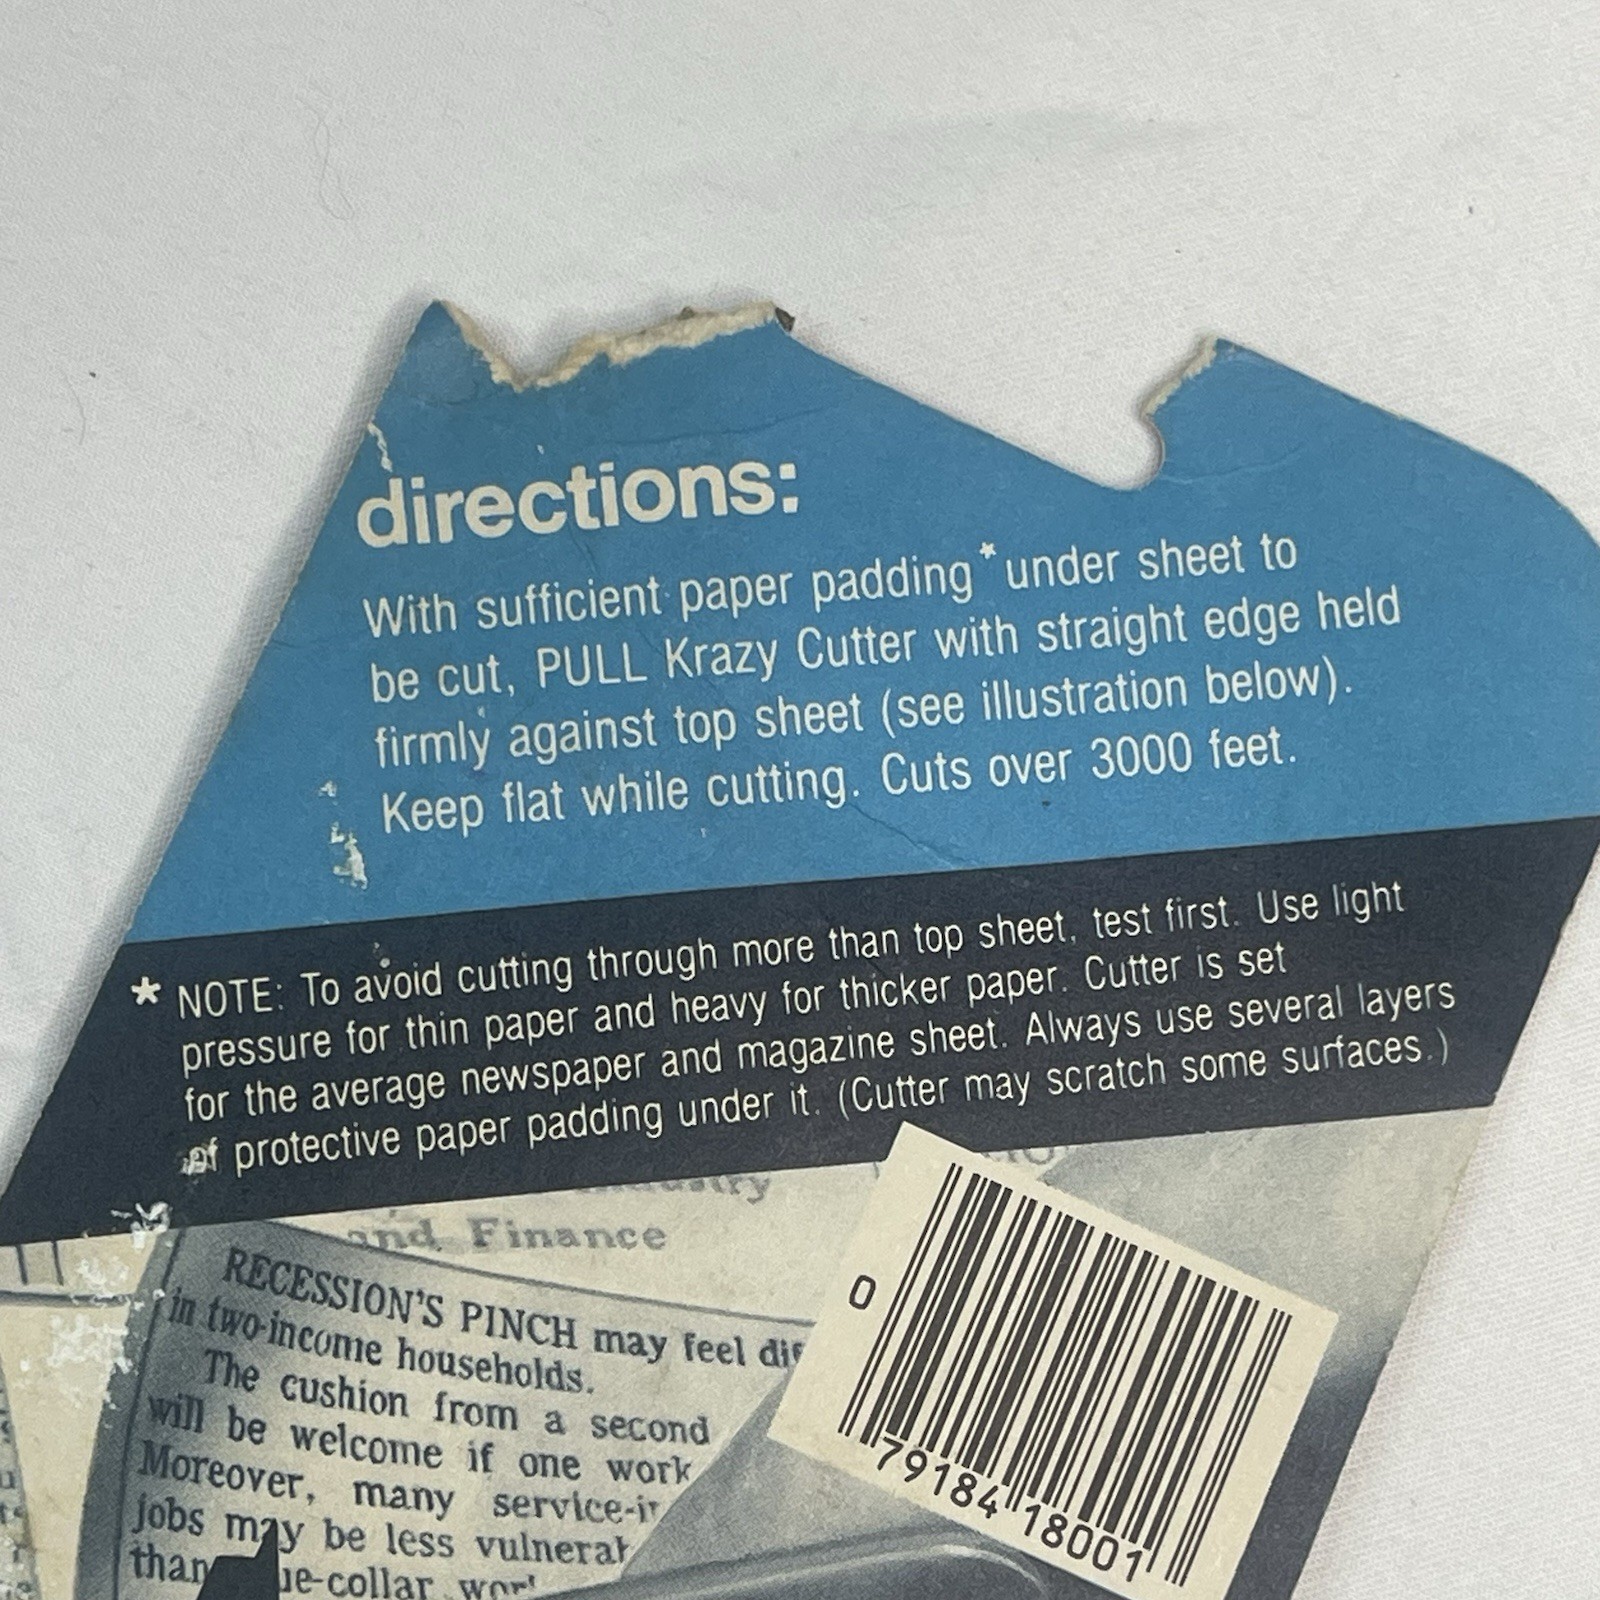 directions:
With sufficient paper padding* under sheet to
be cut, PULL Krazy Cutter with straight edge held
firmly against top sheet (see illustration below).
Keep flat while cutting. Cuts over 3000 feet.
* NOTE: To avoid cutting through more than top sheet, test first. Use light
pressure for thin paper and heavy for thicker paper. Cutter is set
for the average newspaper and magazine sheet. Always use several layers
of protective paper padding under it. (Cutter may scratch some surfaces.)
and Finance
RECESSION'S PINCH may feel
in two-income households.
The cushion from a second
will be welcome if one work
Moreover, many
jobs may be less
than
0 79184 18001